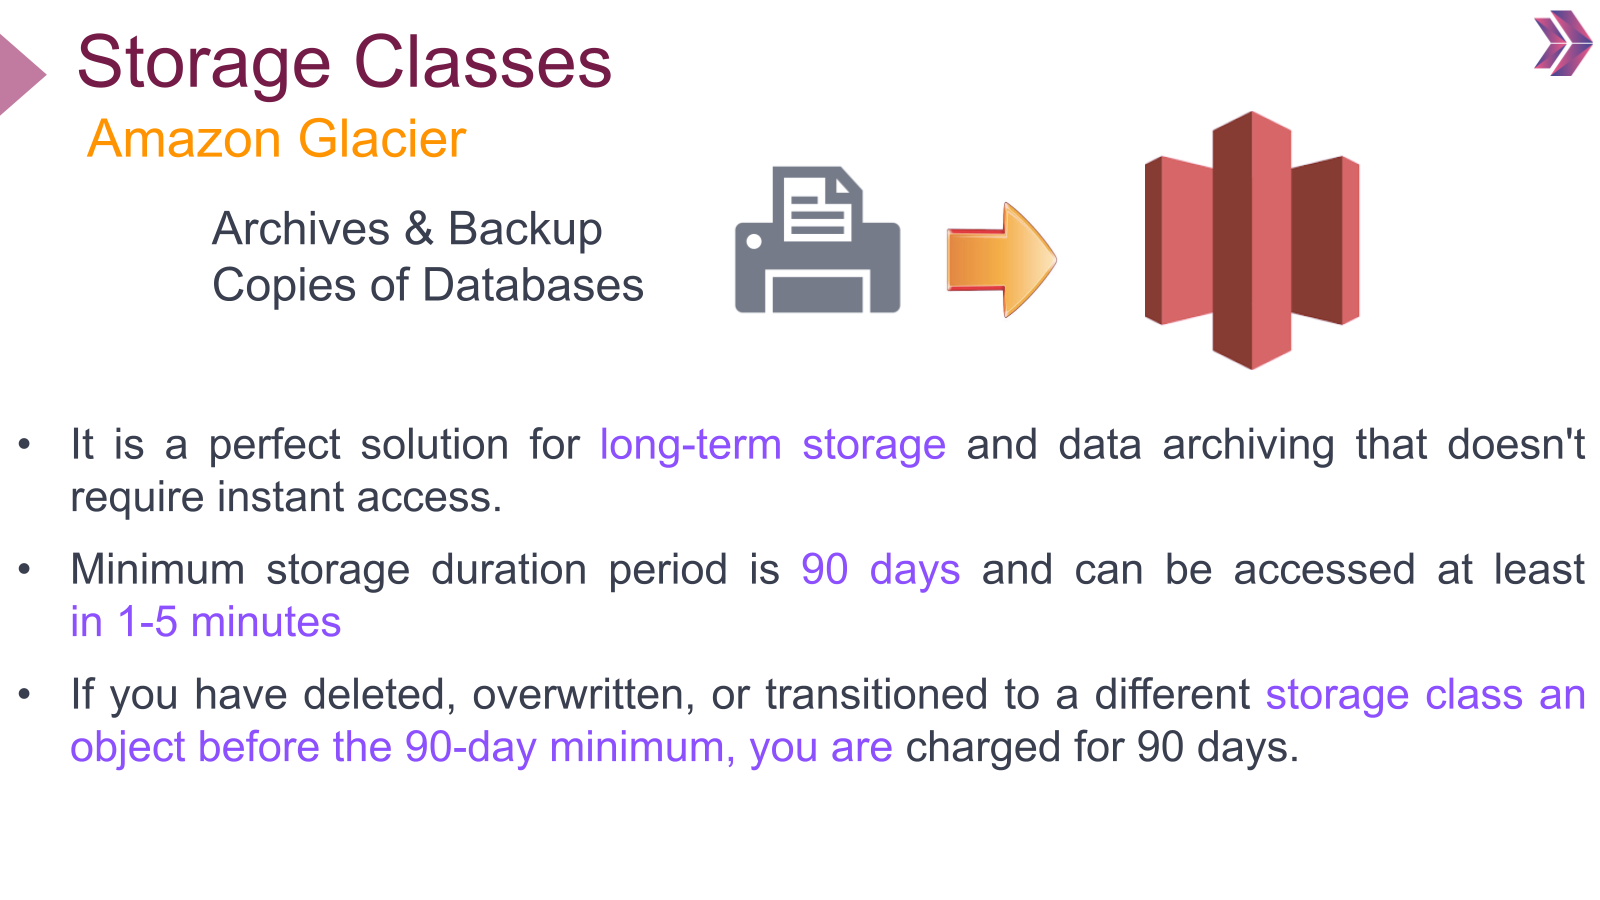 Storage Classes
Amazon Glacier
Archives & Backup
Copies of Databases
• It is a perfect solution for long-term storage and data archiving that doesn't
require instant access.
• Minimum storage duration period is 90 days and can be accessed at least
in 1-5 minutes
• If you have deleted, overwritten, or transitioned to a different storage class an
object before the 90-day minimum, you are charged for 90 days.